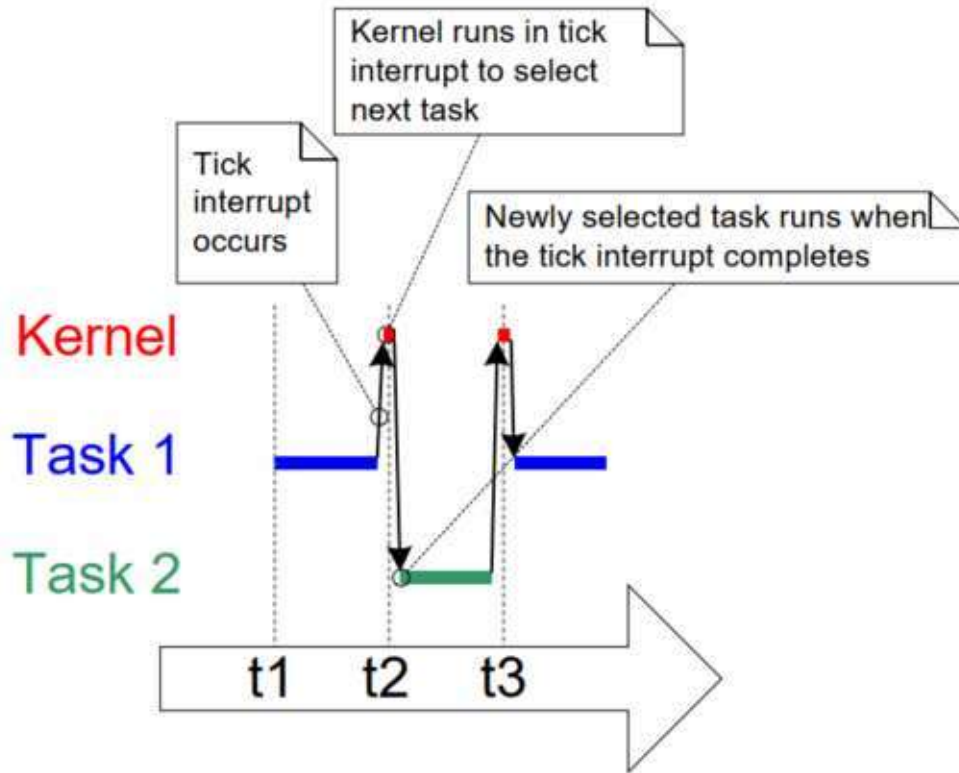 Kernel runs in tick
interrupt to select
next task
Tick
interrupt
occurs
Newly selected task runs when
the tick interrupt completes
Kernel
Task 1
Task 2
t1 t2 t3